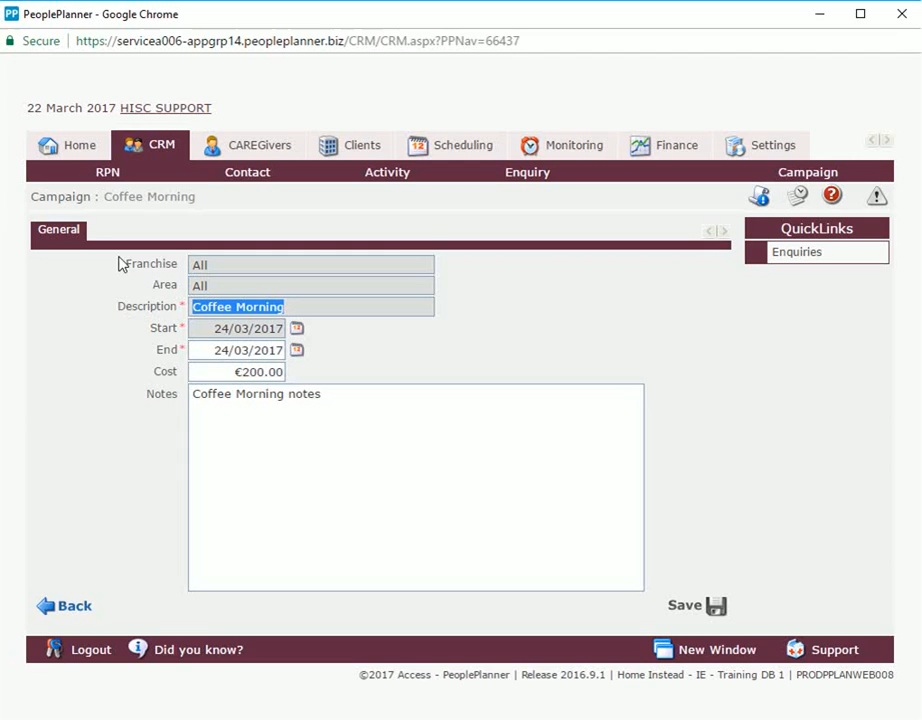 PP PeoplePlanner - Google Chrome
Secure | https://servicea006-appgrp14.peopleplanner.biz/CRM/CRM.aspx?PPNav=66437
22 March 2017 HISC SUPPORT
Home CRM CAREGivers 12 Clients Scheduling Monitoring Finance Settings
RPN Contact Activity Enquiry Campaign
Campaign : Coffee Morning
General
QuickLinks
Enquiries
Franchise All
Area All
Description * Coffee Morning
Start * 24/03/2017
End * 24/03/2017
Cost €200.00
Notes Coffee Morning notes
Back Save
Logout Did you know? New Window Support
©2017 Access - PeoplePlanner | Release 2016.9.1 | Home Instead - IE - Training DB 1 | PRODPPLANWEB008